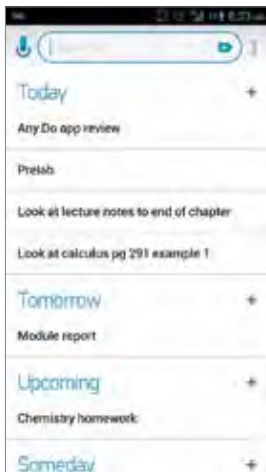 Today
Any.Do app review
Prelab
Look at lecture notes to end of chapter
Look at calculus pg 291 example 1
Tomorrow
Module report
Upcoming
Chemistry homework
Someday